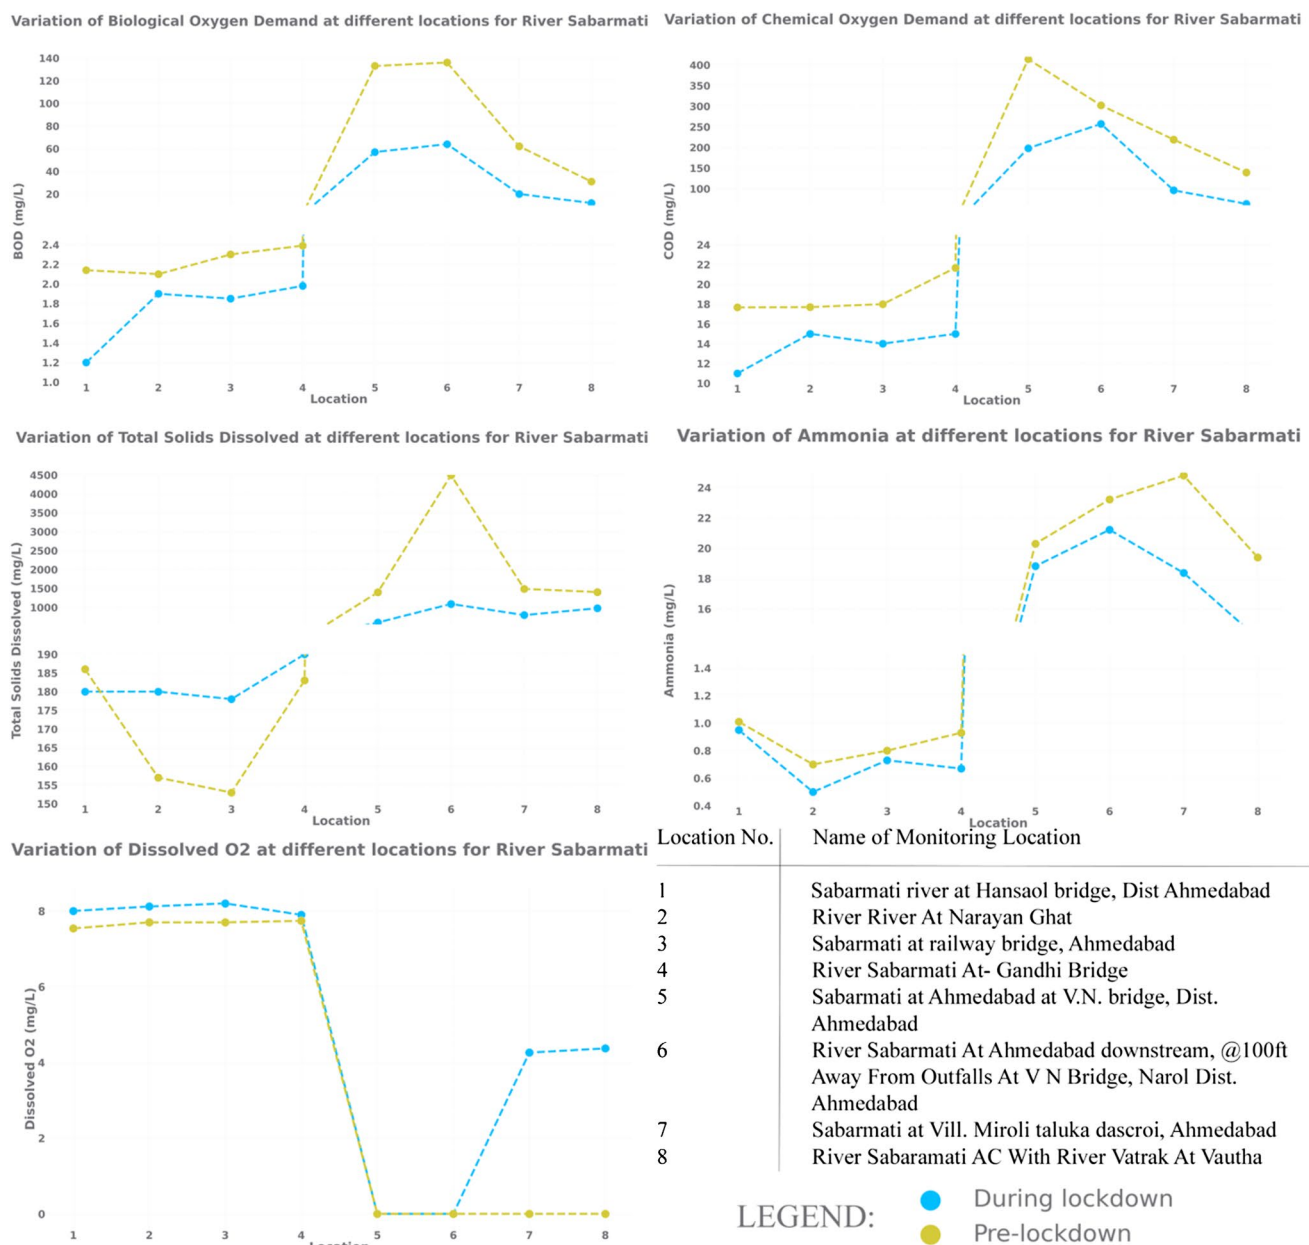 Variation of Biological Oxygen Demand at different locations for River Sabarmati
140
120
100
80
60
40
20
BOD (mg/L)
2.4
2.2
2.0
1.8
1.6
1.4
1.2
1.0
1 2 3 4 5 6 7 8
Location
Variation of Chemical Oxygen Demand at different locations for River Sabarmati
400
350
300
250
200
150
100
COD (mg/L)
24
22
20
18
16
14
12
10
1 2 3 4 5 6 7 8
Location
Variation of Total Solids Dissolved at different locations for River Sabarmati
4500
4000
3500
3000
2500
2000
1500
1000
Total Solids Dissolved (mg/L)
190
185
180
175
170
165
160
155
150
1 2 3 4 5 6 7 8
Location
Variation of Ammonia at different locations for River Sabarmati
24
22
20
18
16
Ammonia (mg/L)
1.4
1.2
1.0
0.8
0.6
0.4
1 2 3 4 5 6 7 8
Location
Variation of Dissolved O2 at different locations for River Sabarmati
8
6
4
2
0
Dissolved O2 (mg/L)
1 2 3 4 5 6 7 8
Location
Location No. Name of Monitoring Location
1 Sabarmati river at Hansaol bridge, Dist Ahmedabad
2 River River At Narayan Ghat
3 Sabarmati at railway bridge, Ahmedabad
4 River Sabarmati At- Gandhi Bridge
5 Sabarmati at Ahmedabad at V.N. bridge, Dist.
Ahmedabad
6 River Sabarmati At Ahmedabad downstream, @100ft
Away From Outfalls At V N Bridge, Narol Dist.
Ahmedabad
7 Sabarmati at Vill. Miroli taluka dascroi, Ahmedabad
8 River Sabaramati AC With River Vatrak At Vautha
LEGEND:
During lockdown
Pre-lockdown